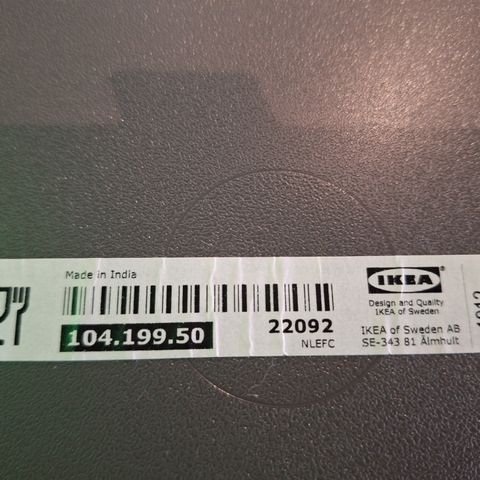 Made in India
104.199.50
22092
NLEFC
IKEA®
Design and Quality
IKEA of Sweden
IKEA of Sweden AB
SE-343 81 Älmhult